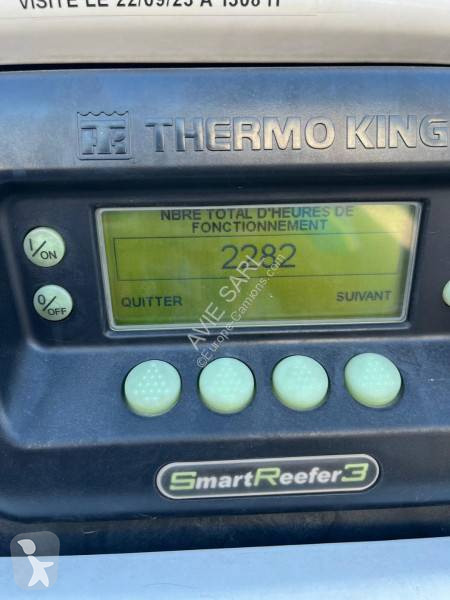 VISITE LE 22/09/23 A 1308 H
THERMO KING
NBRE TOTAL D'HEURES DE
FONCTIONNEMENT
2282
QUITTER SUIVANT
I/ON
0/OFF
AVIE SARL
©Europe-Camions.com
SmartReefer3